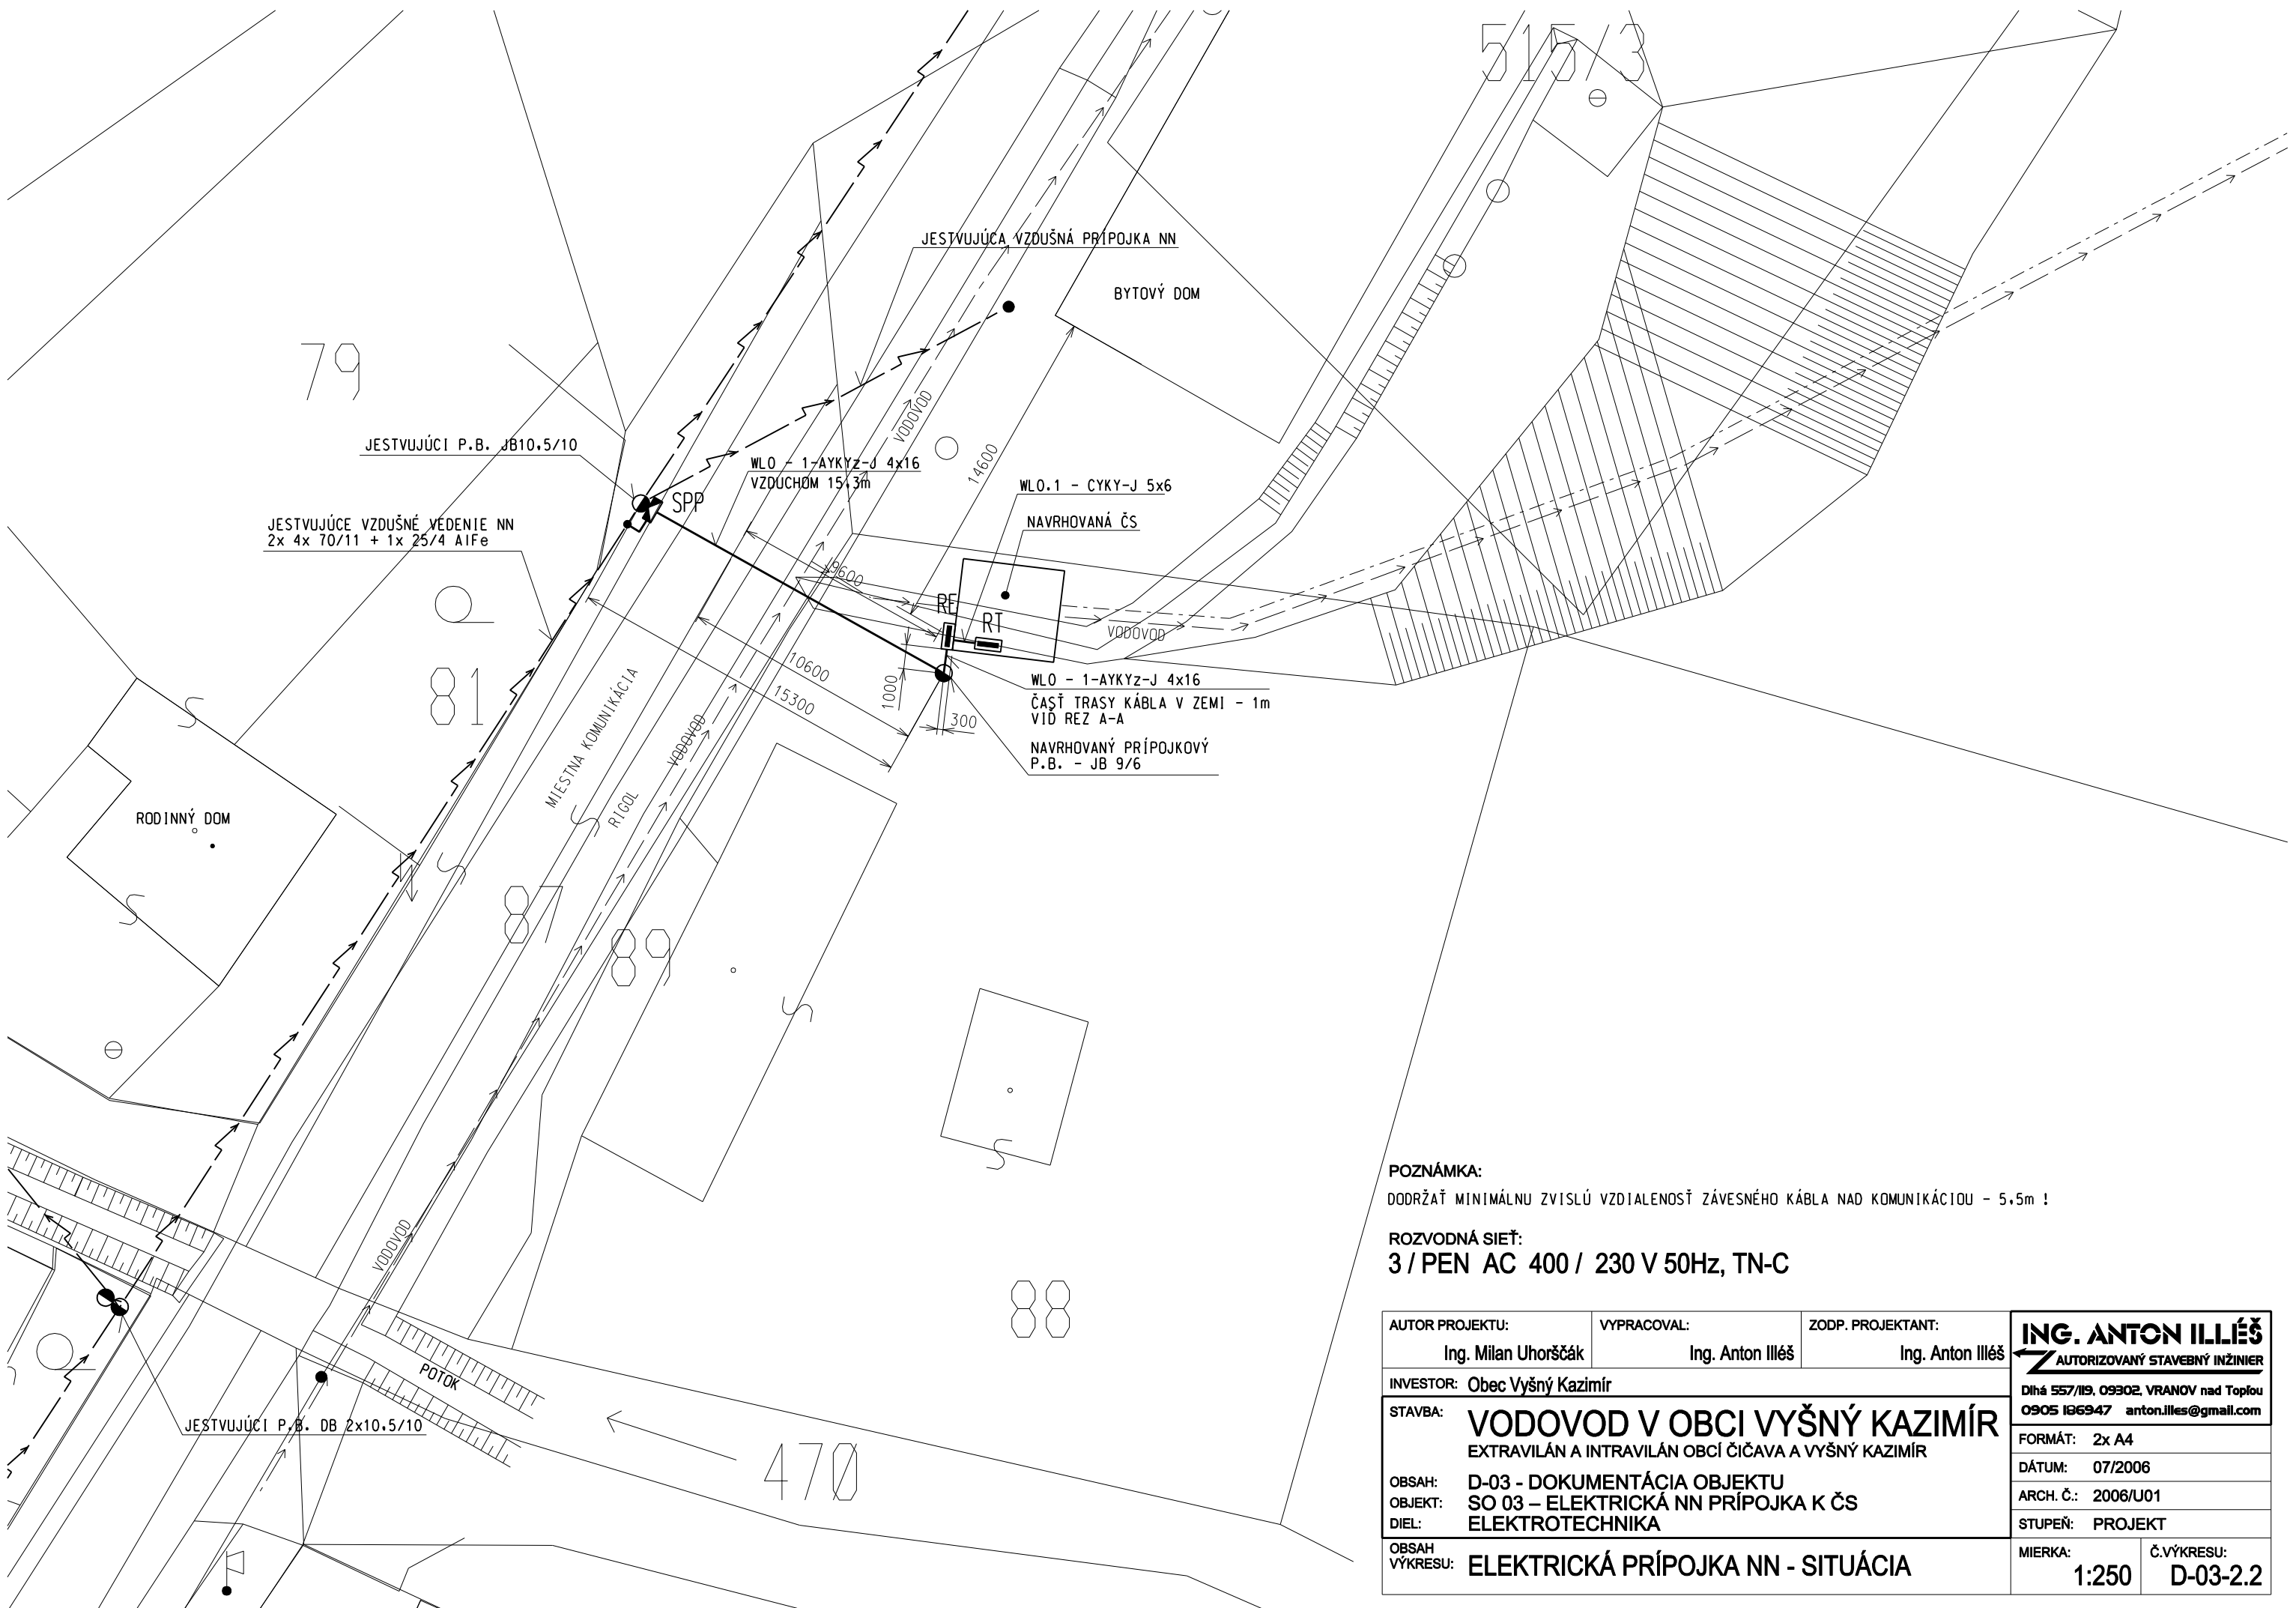 515/3
JESTVUJÚCA VZDUŠNÁ PRÍPOJKA NN
BYTOVÝ DOM
79
VODOVOD
JESTVUJÚCI P.B. JB10.5/10
WL0 - 1-AYKYz-J 4x16
VZDUCHOM 15.3m
14600
WL0.1 - CYKY-J 5x6
SPP
NAVRHOVANÁ ČS
JESTVUJÚCE VZDUŠNÉ VEDENIE NN
2x 4x 70/11 + 1x 25/4 AlFe
9600
RE
RT
VODOVOD
81
10600
15300
1000
300
WL0 - 1-AYKYz-J 4x16
ČASŤ TRASY KÁBLA V ZEMI - 1m
VIĎ REZ A-A
NAVRHOVANÝ PRÍPOJKOVÝ
P.B. - JB 9/6
MIESTNA KOMUNIKÁCIA
VODOVOD
RIGOL
RODINNÝ DOM
87
89
VODOVOD
88
POTOK
JESTVUJÚCI P.B. DB 2x10.5/10
470
POZNÁMKA:
DODRŽAŤ MINIMÁLNU ZVISLÚ VZDIALENOSŤ ZÁVESNÉHO KÁBLA NAD KOMUNIKÁCIOU - 5.5m !
ROZVODNÁ SIEŤ:
3 / PEN AC 400 / 230 V 50Hz, TN-C
AUTOR PROJEKTU:
Ing. Milan Uhorščák
VYPRACOVAL:
Ing. Anton Illéš
ZODP. PROJEKTANT:
Ing. Anton Illéš
ING. ANTON ILLÉŠ
AUTORIZOVANÝ STAVEBNÝ INŽINIER
Dlhá 557/119, 09302, VRANOV nad Topľou
0905 186947 anton.illes@gmail.com
INVESTOR: Obec Vyšný Kazimír
STAVBA: VODOVOD V OBCI VYŠNÝ KAZIMÍR
EXTRAVILÁN A INTRAVILÁN OBCÍ ČIČAVA A VYŠNÝ KAZIMÍR
OBSAH: D-03 - DOKUMENTÁCIA OBJEKTU
OBJEKT: SO 03 – ELEKTRICKÁ NN PRÍPOJKA K ČS
DIEL: ELEKTROTECHNIKA
OBSAH
VÝKRESU: ELEKTRICKÁ PRÍPOJKA NN - SITUÁCIA
FORMÁT: 2x A4
DÁTUM: 07/2006
ARCH. Č.: 2006/U01
STUPEŇ: PROJEKT
MIERKA:
1:250
Č.VÝKRESU:
D-03-2.2